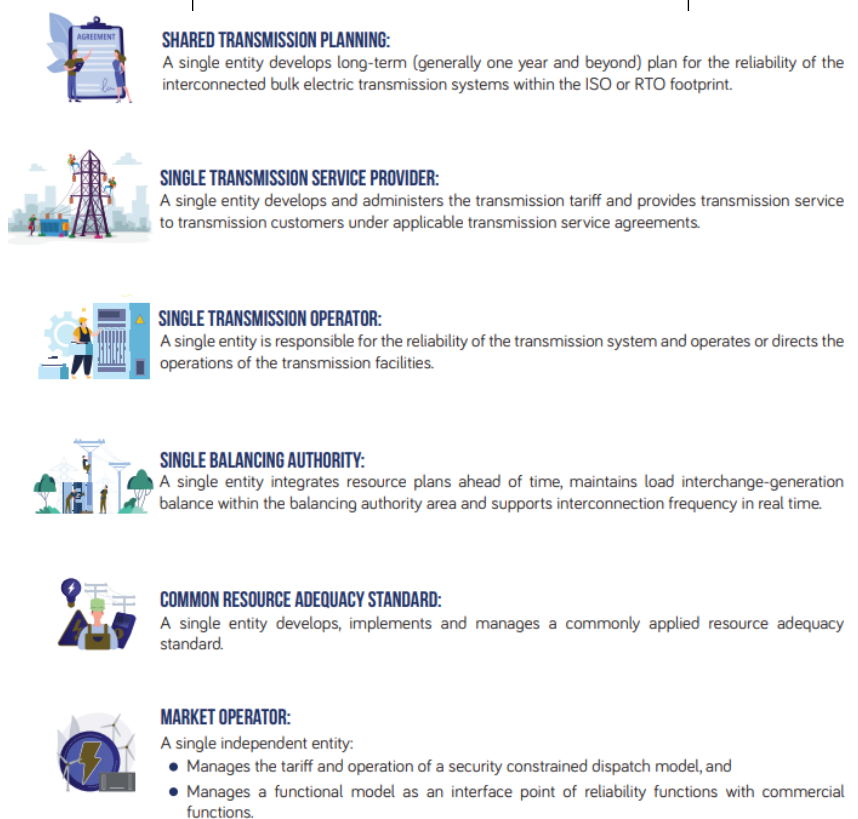 AGREEMENT
SHARED TRANSMISSION PLANNING:
A single entity develops long-term (generally one year and beyond) plan for the reliability of the
interconnected bulk electric transmission systems within the ISO or RTO footprint.
SINGLE TRANSMISSION SERVICE PROVIDER:
A single entity develops and administers the transmission tariff and provides transmission service
to transmission customers under applicable transmission service agreements.
SINGLE TRANSMISSION OPERATOR:
A single entity is responsible for the reliability of the transmission system and operates or directs the
operations of the transmission facilities.
SINGLE BALANCING AUTHORITY:
A single entity integrates resource plans ahead of time, maintains load interchange-generation
balance within the balancing authority area and supports interconnection frequency in real time.
COMMON RESOURCE ADEQUACY STANDARD:
A single entity develops, implements and manages a commonly applied resource adequacy
standard.
MARKET OPERATOR:
A single independent entity:
● Manages the tariff and operation of a security constrained dispatch model, and
● Manages a functional model as an interface point of reliability functions with commercial
functions.